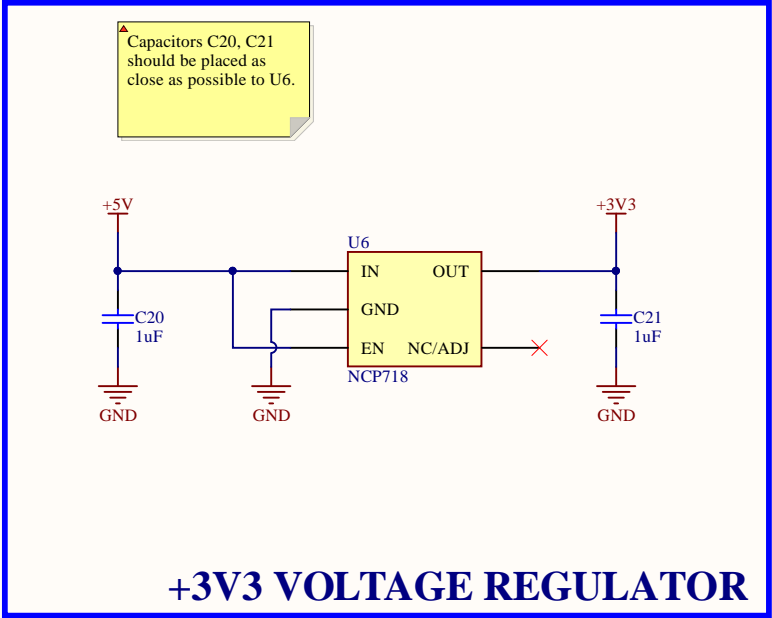 Capacitors C20, C21
should be placed as
close as possible to U6.
+5V
+3V3
U6
IN
OUT
GND
EN
NC/ADJ
NCP718
C20
1uF
C21
1uF
GND
GND
GND
+3V3 VOLTAGE REGULATOR